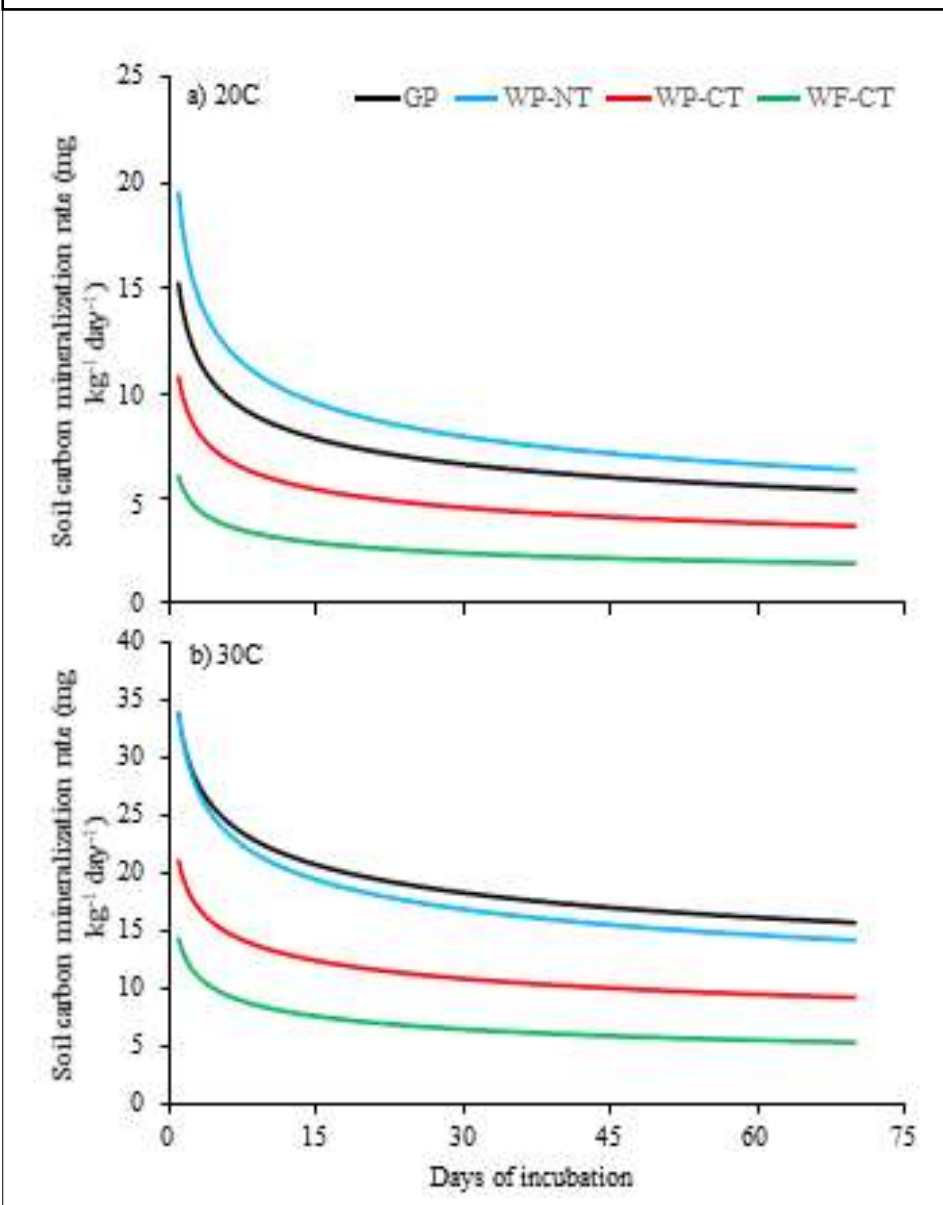 25
a) 20C GP WP-NT WP-CT WF-CT
20
15
10
5
0
Soil carbon mineralization rate (mg
kg⁻¹ day⁻¹)
40
b) 30C
35
30
25
20
15
10
5
0
Soil carbon mineralization rate (mg
kg⁻¹ day⁻¹)
0 15 30 45 60 75
Days of incubation